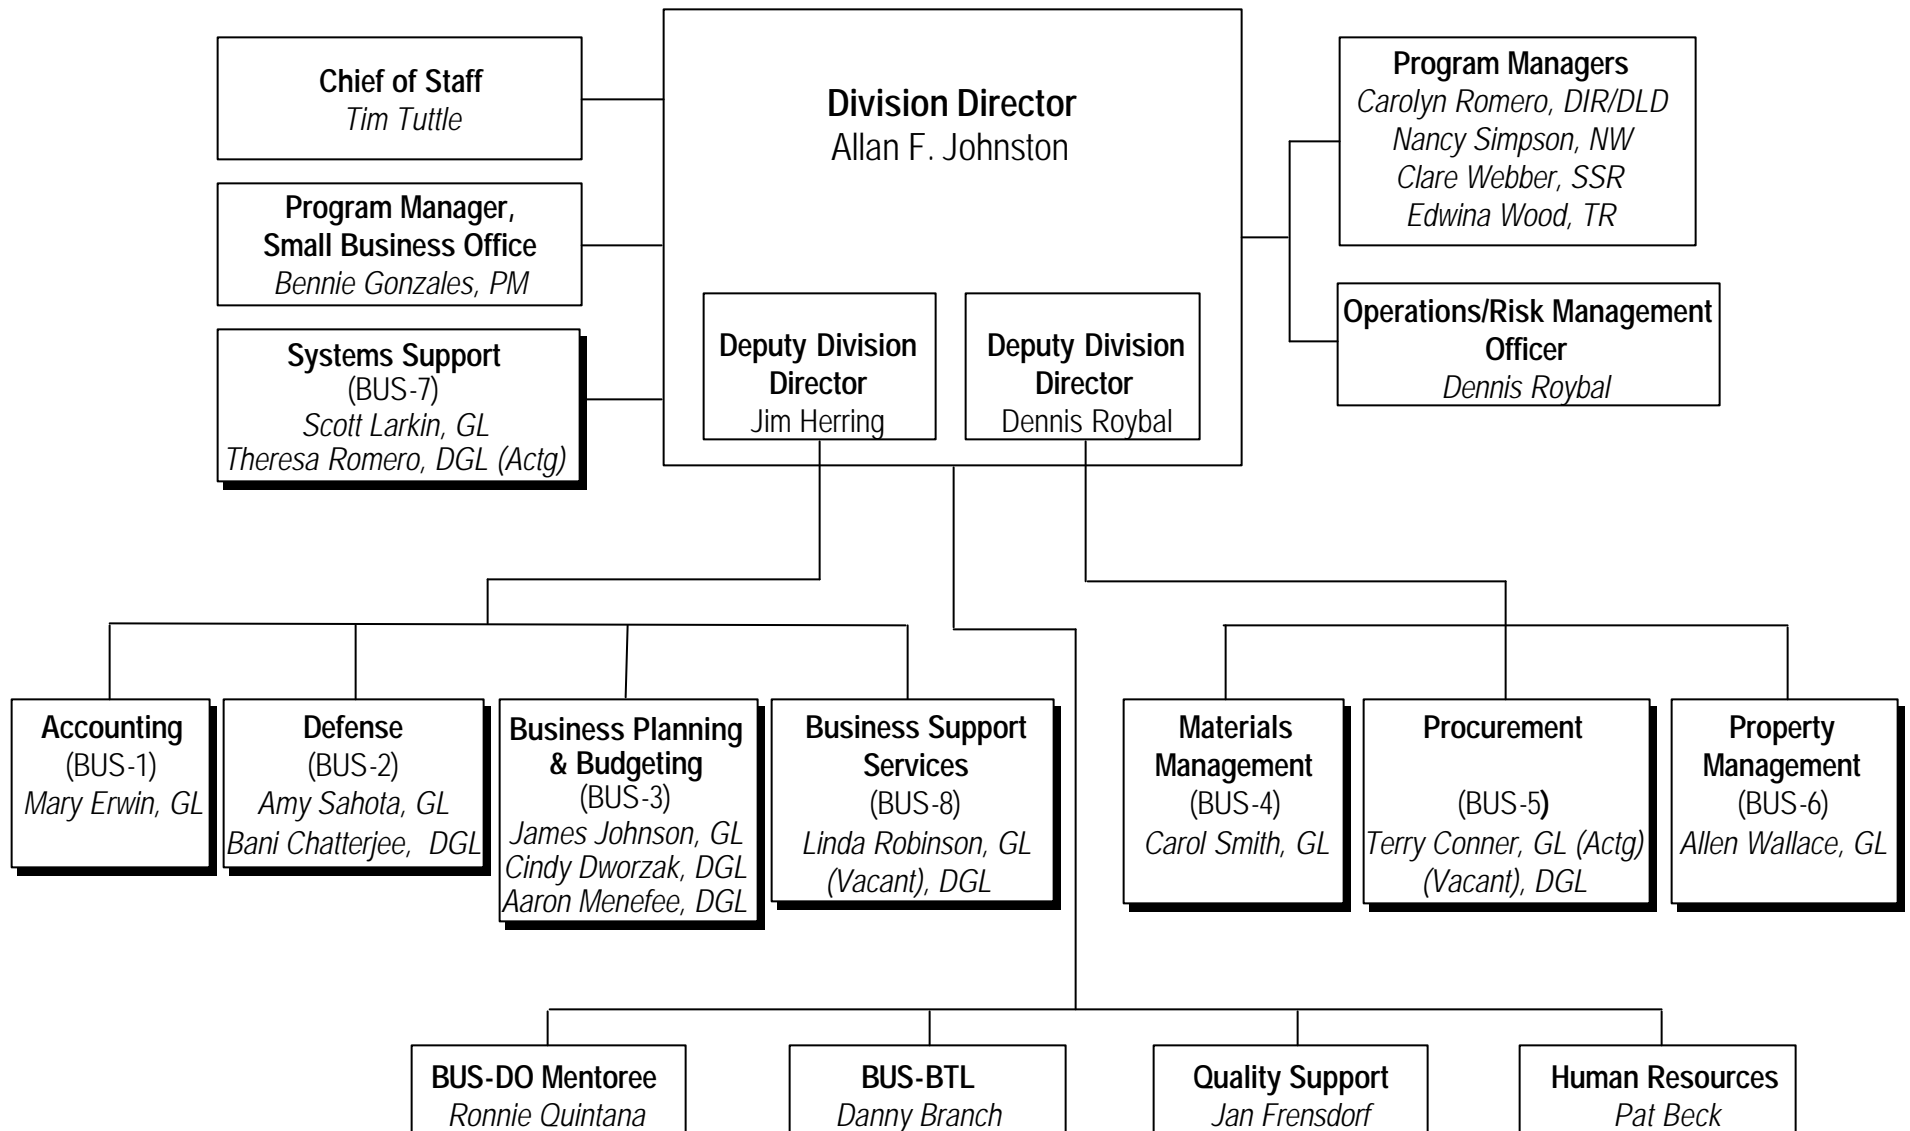 Chief of Staff
Tim Tuttle
Program Manager,
Small Business Office
Bennie Gonzales, PM
Systems Support
(BUS-7)
Scott Larkin, GL
Theresa Romero, DGL (Actg)
Division Director
Allan F. Johnston
Deputy Division
Director
Jim Herring
Deputy Division
Director
Dennis Roybal
Program Managers
Carolyn Romero, DIR/DLD
Nancy Simpson, NW
Clare Webber, SSR
Edwina Wood, TR
Operations/Risk Management
Officer
Dennis Roybal
Accounting
(BUS-1)
Mary Erwin, GL
Defense
(BUS-2)
Amy Sahota, GL
Bani Chatterjee, DGL
Business Planning
& Budgeting
(BUS-3)
James Johnson, GL
Cindy Dworzak, DGL
Aaron Menefee, DGL
Business Support
Services
(BUS-8)
Linda Robinson, GL
(Vacant), DGL
Materials
Management
(BUS-4)
Carol Smith, GL
Procurement
(BUS-5)
Terry Conner, GL (Actg)
(Vacant), DGL
Property
Management
(BUS-6)
Allen Wallace, GL
BUS-DO Mentoree
Ronnie Quintana
BUS-BTL
Danny Branch
Quality Support
Jan Frensdorf
Human Resources
Pat Beck